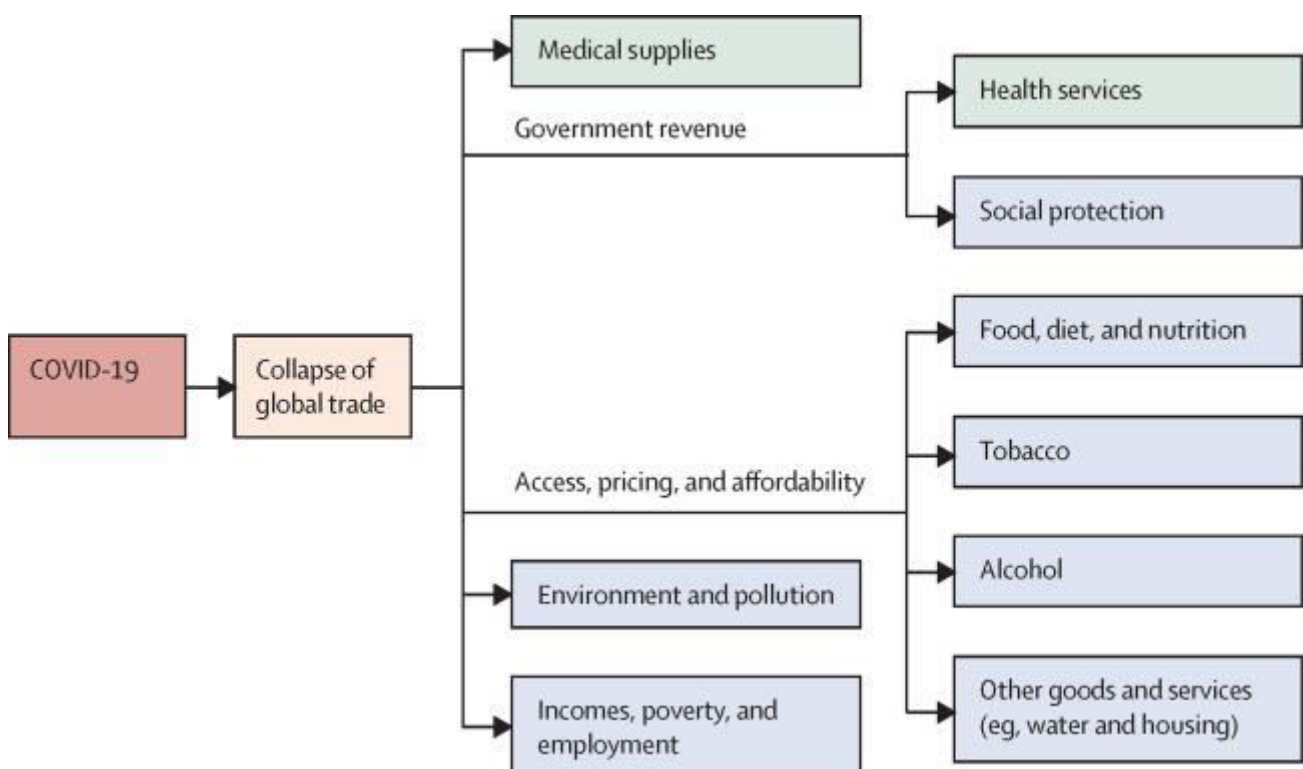 Medical supplies
Health services
Government revenue
Social protection
Food, diet, and nutrition
COVID-19
Collapse of
global trade
Tobacco
Access, pricing, and affordability
Alcohol
Environment and pollution
Other goods and services
(eg, water and housing)
Incomes, poverty, and
employment